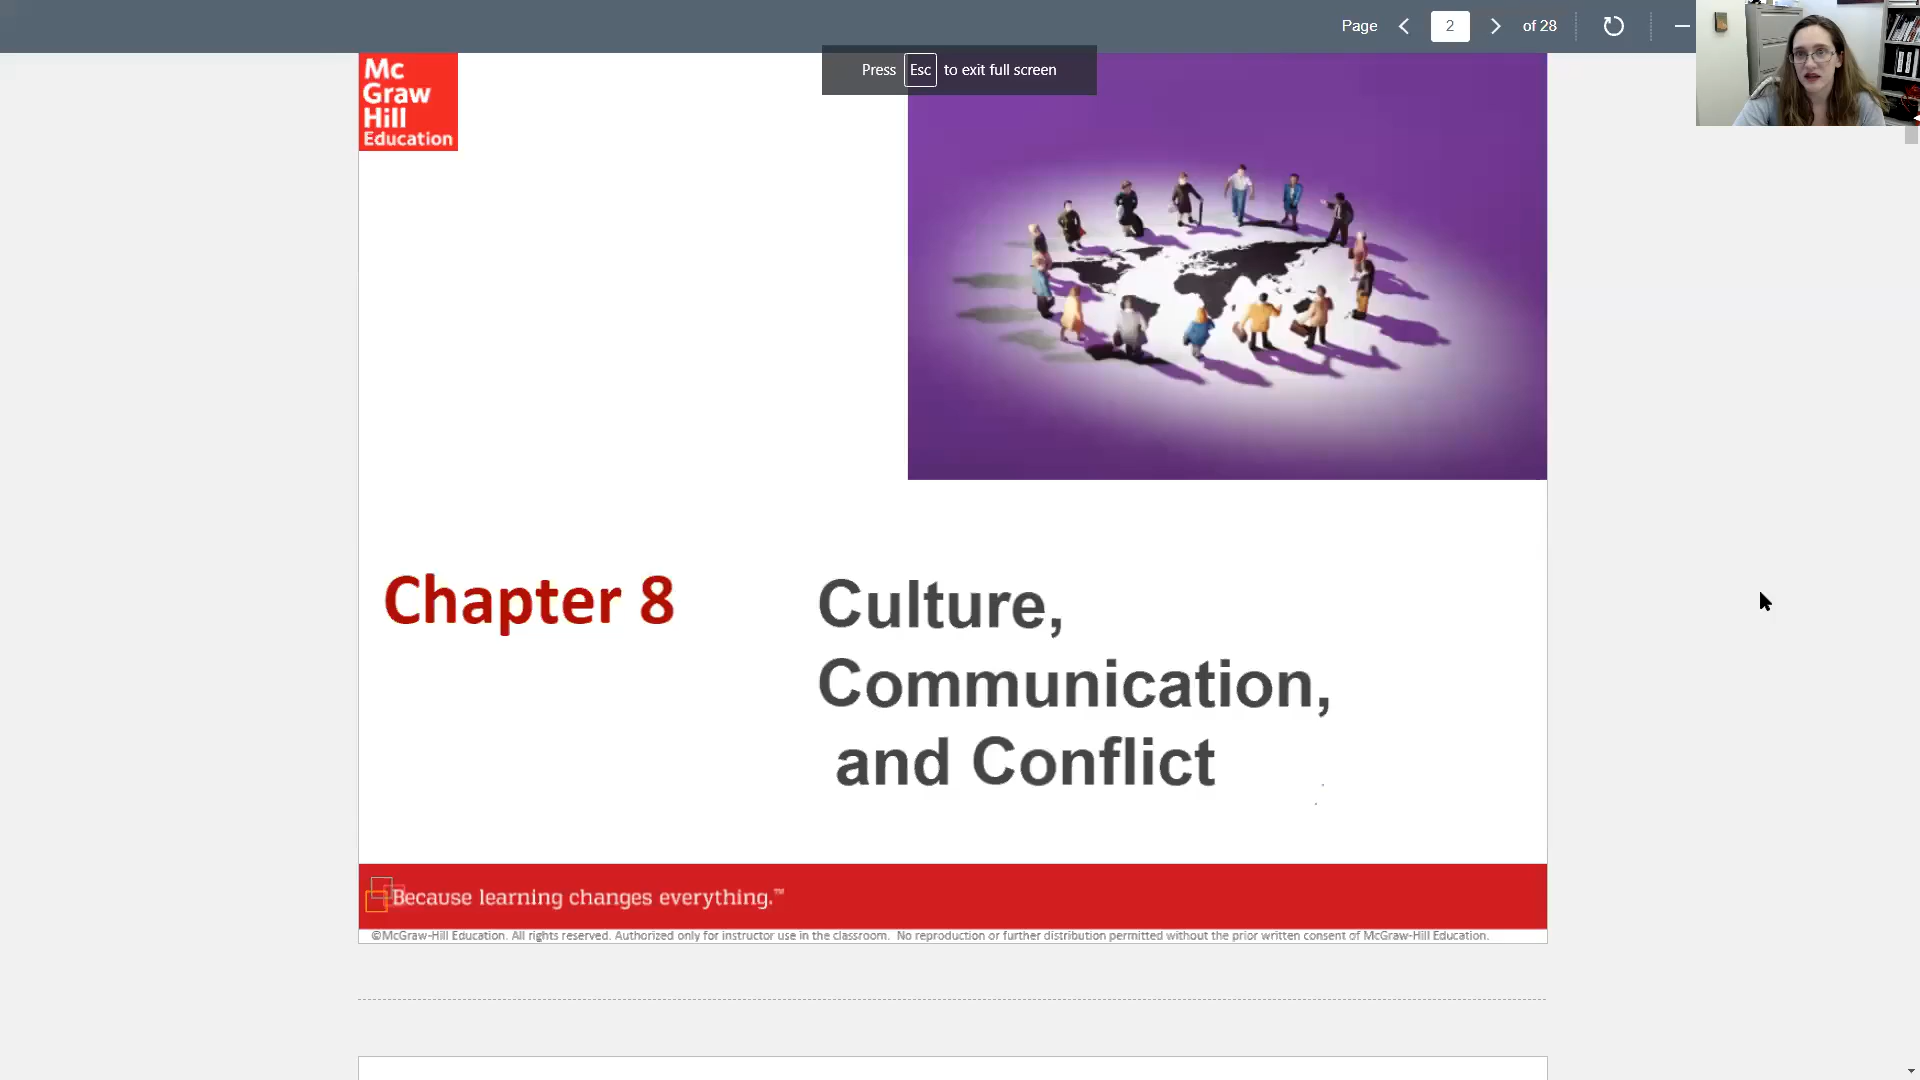 Page 2 of 28
Press Esc to exit full screen
Mc
Graw
Hill
Education
Chapter 8
Culture,
Communication,
and Conflict
Because learning changes everything.™
©McGraw-Hill Education. All rights reserved. Authorized only for instructor use in the classroom. No reproduction or further distribution permitted without the prior written consent of McGraw-Hill Education.